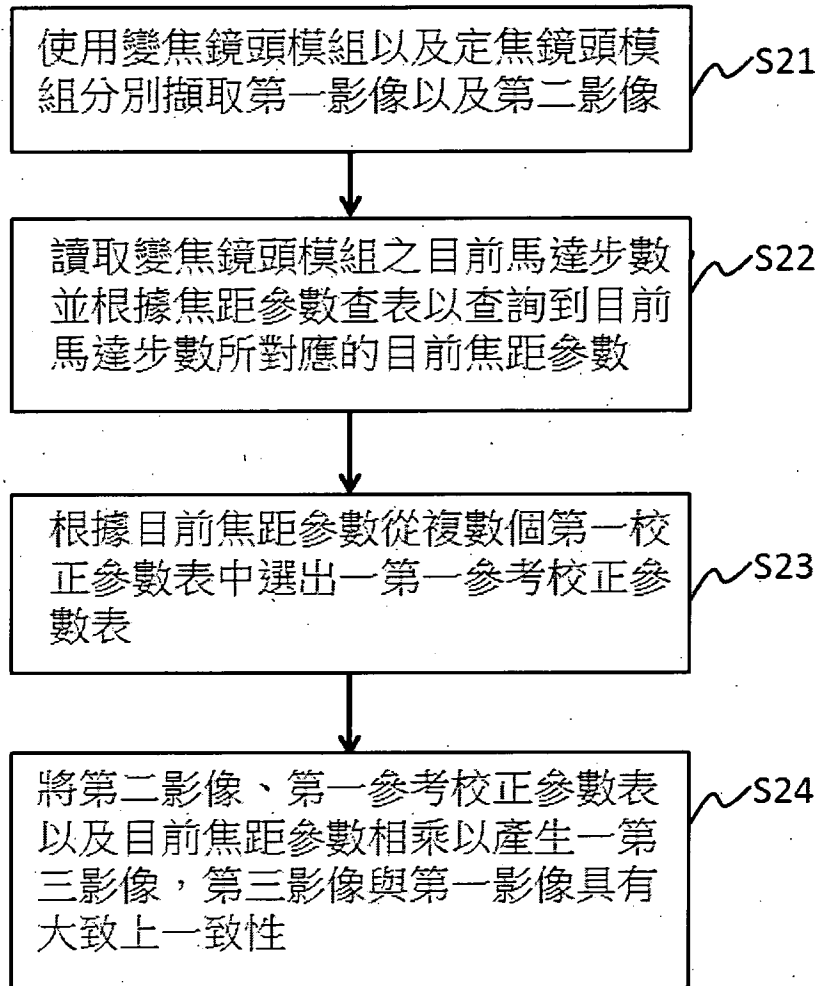 使用變焦鏡頭模組以及定焦鏡頭模
組分別擷取第一影像以及第二影像
S21
讀取變焦鏡頭模組之目前馬達步數
並根據焦距參數查表以查詢到目前
馬達步數所對應的目前焦距參數
S22
根據目前焦距參數從複數個第一校
正參數表中選出一第一參考校正參
數表
S23
將第二影像、第一參考校正參數表
以及目前焦距參數相乘以產生一第
三影像，第三影像與第一影像具有
大致上一致性
S24